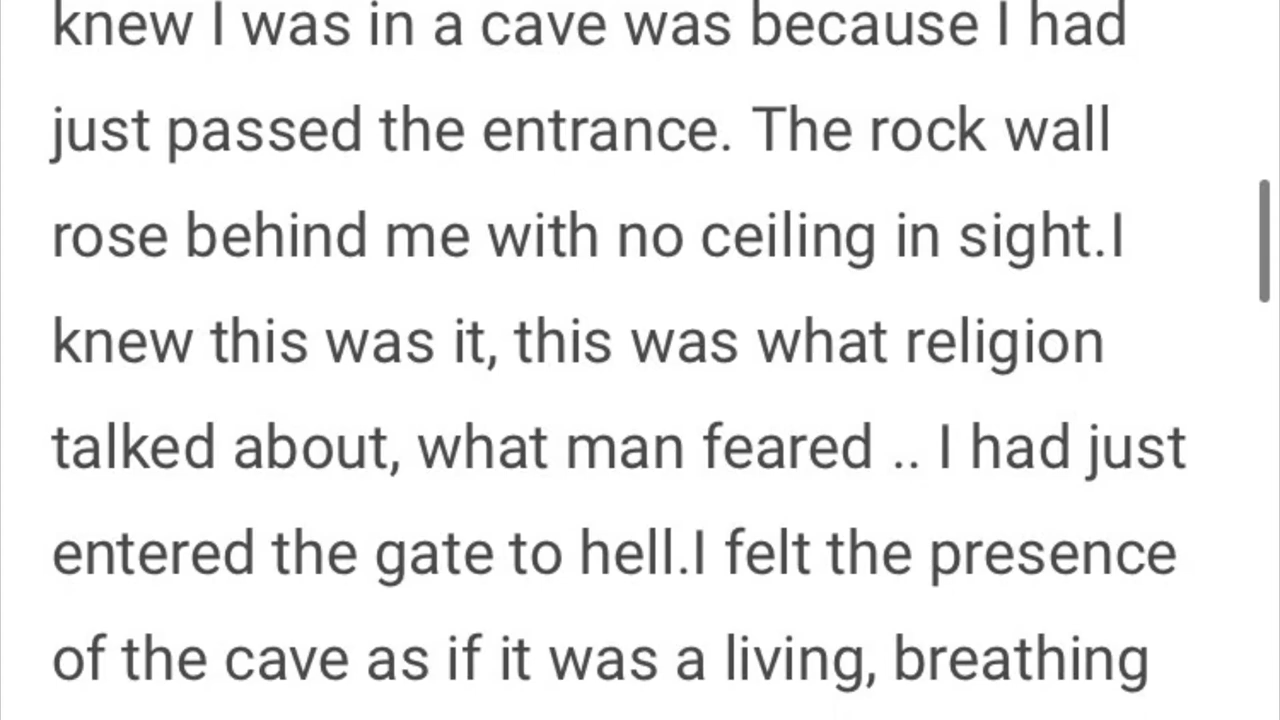 knew I was in a cave was because I had
just passed the entrance. The rock wall
rose behind me with no ceiling in sight.I
knew this was it, this was what religion
talked about, what man feared .. I had just
entered the gate to hell.I felt the presence
of the cave as if it was a living, breathing